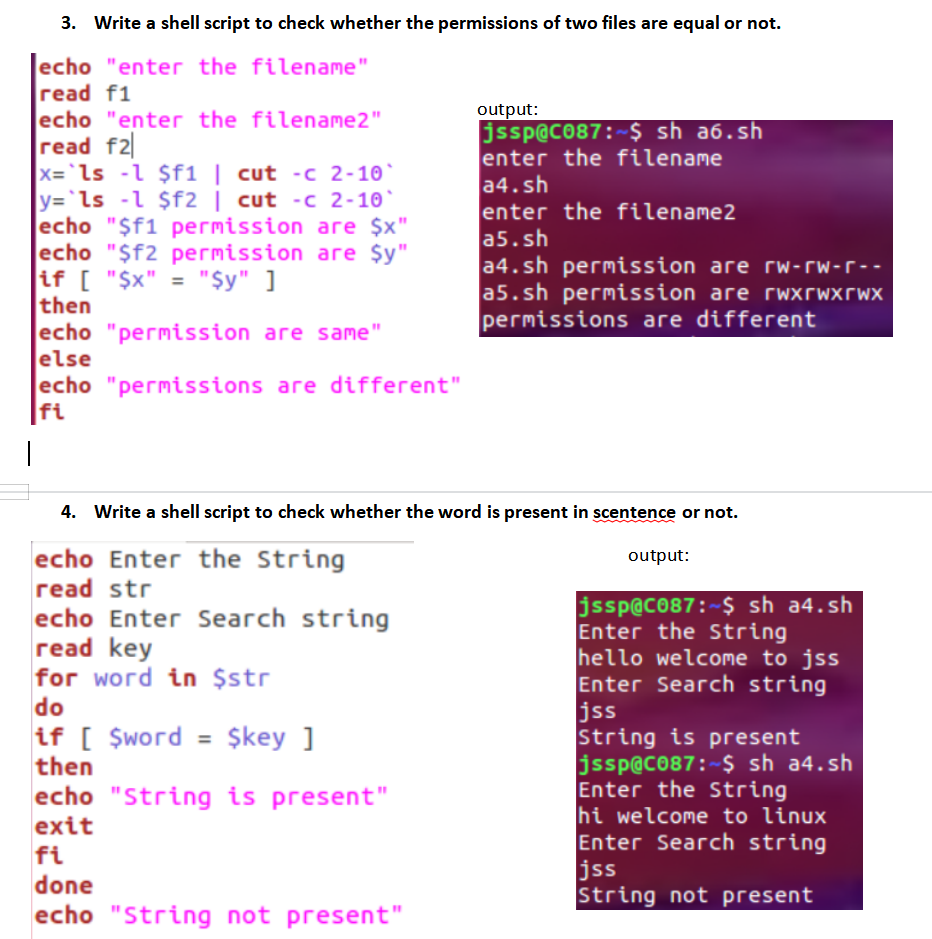 3. Write a shell script to check whether the permissions of two files are equal or not.
echo "enter the filename"
read f1
echo "enter the filename2"
read f2
x=`ls -l $f1 | cut -c 2-10`
y=`ls -l $f2 | cut -c 2-10`
echo "$f1 permission are $x"
echo "$f2 permission are $y"
if [ "$x" = "$y" ]
then
echo "permission are same"
else
echo "permissions are different"
fi
output:
jssp@C087:~$ sh a6.sh
enter the filename
a4.sh
enter the filename2
a5.sh
a4.sh permission are rw-rw-r--
a5.sh permission are rwxrwxrwx
permissions are different
4. Write a shell script to check whether the word is present in scentence or not.
echo Enter the String
read str
echo Enter Search string
read key
for word in $str
do
if [ $word = $key ]
then
echo "String is present"
exit
fi
done
echo "String not present"
output:
jssp@C087:~$ sh a4.sh
Enter the String
hello welcome to jss
Enter Search string
jss
String is present
jssp@C087:~$ sh a4.sh
Enter the String
hi welcome to linux
Enter Search string
jss
String not present